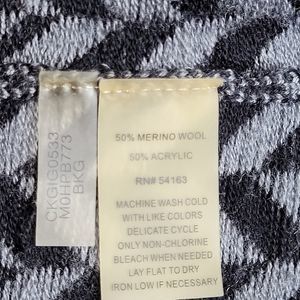 CKGIG0533
M0HPB773
BKG
50% MERINO WOOL
50% ACRYLIC
RN# 54163
MACHINE WASH COLD
WITH LIKE COLORS
DELICATE CYCLE
ONLY NON-CHLORINE
BLEACH WHEN NEEDED
LAY FLAT TO DRY
IRON LOW IF NECESSARY